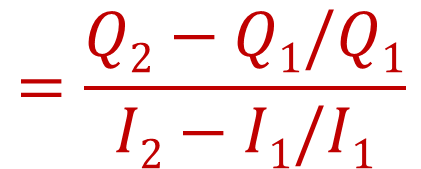 = Q₂ − Q₁/Q₁
I₂ − I₁/I₁